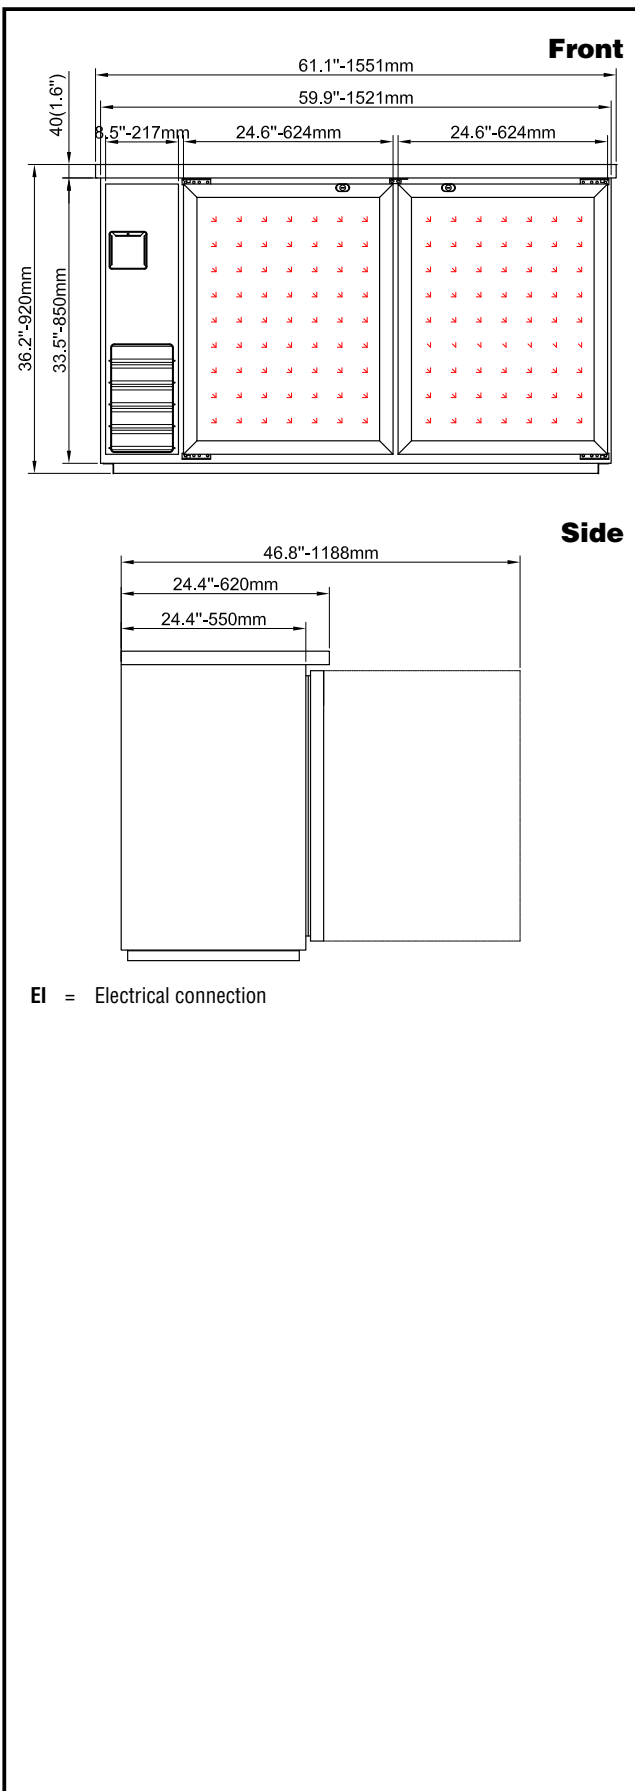 Front
61.1"-1551mm
59.9"-1521mm
40(1.6")
8.5"-217mm 24.6"-624mm 24.6"-624mm
36.2"-920mm
33.5"-850mm
Side
46.8"-1188mm
24.4"-620mm
24.4"-550mm
EI = Electrical connection